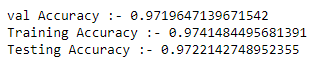 val Accuracy :- 0.9719647139671542
Training Accuracy :- 0.9741484495681391
Testing Accuracy :- 0.9722142748952355